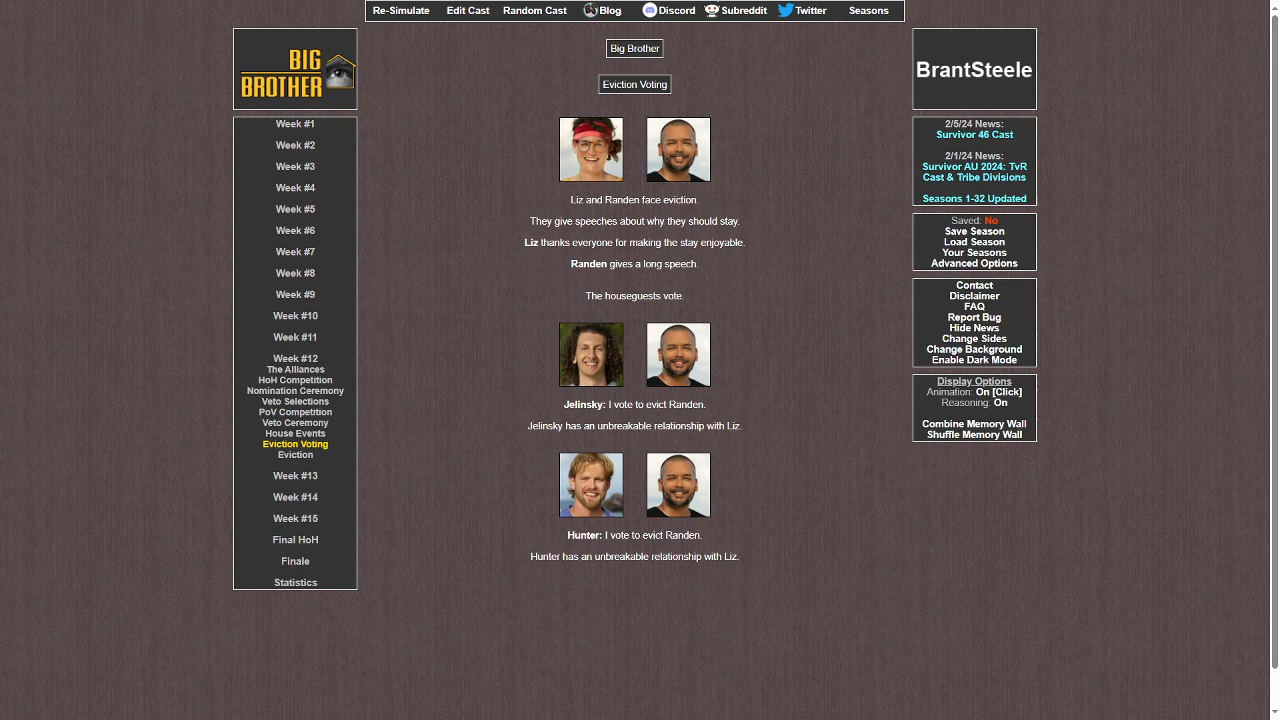 Re-Simulate Edit Cast Random Cast Blog Discord Subreddit Twitter Seasons
BIG
BROTHER
Week #1
Week #2
Week #3
Week #4
Week #5
Week #6
Week #7
Week #8
Week #9
Week #10
Week #11
Week #12
The Alliances
HoH Competition
Nomination Ceremony
Veto Selections
PoV Competition
Veto Ceremony
House Events
Eviction Voting
Eviction
Week #13
Week #14
Week #15
Final HoH
Finale
Statistics
Big Brother
Eviction Voting
Liz and Randen face eviction.
They give speeches about why they should stay.
Liz thanks everyone for making the stay enjoyable.
Randen gives a long speech.
The houseguests vote.
Jelinsky: I vote to evict Randen.
Jelinsky has an unbreakable relationship with Liz.
Hunter: I vote to evict Randen.
Hunter has an unbreakable relationship with Liz.
BrantSteele
2/5/24 News:
Survivor 46 Cast
2/1/24 News:
Survivor AU 2024: TvR
Cast & Tribe Divisions
Seasons 1-32 Updated
Saved: No
Save Season
Load Season
Your Seasons
Advanced Options
Contact
Disclaimer
FAQ
Report Bug
Hide News
Change Sides
Change Background
Enable Dark Mode
Display Options
Animation: On [Click]
Reasoning: On
Combine Memory Wall
Shuffle Memory Wall